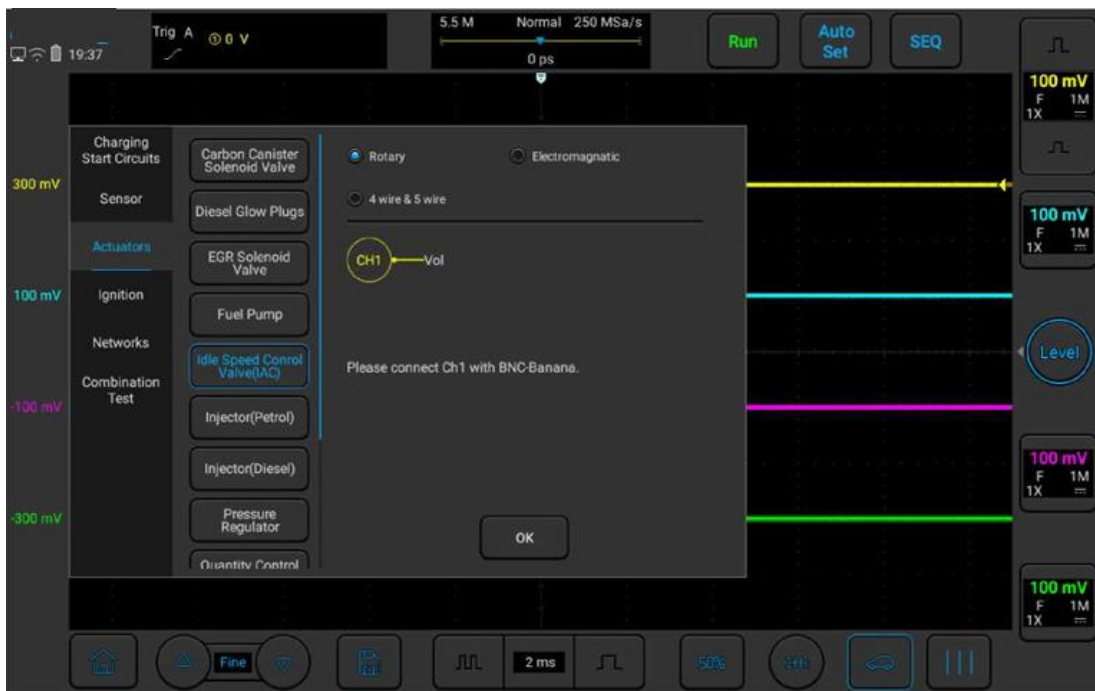 19:37
Trig A ① 0 V
5.5 M Normal 250 MSa/s
0 ps
T
Run
Auto
Set
SEQ
100 mV
F 1M
1X
300 mV
Charging
Start Circuits
Sensor
Actuators
Ignition
Networks
Combination
Test
Carbon Canister
Solenoid Valve
Diesel Glow Plugs
EGR Solenoid
Valve
Fuel Pump
Idle Speed Conrol
Valve(IAC)
Injector(Petrol)
Injector(Diesel)
Pressure
Regulator
Quantity Control
Rotary
Electromagnetic
4 wire & 5 wire
CH1 Vol
Please connect Ch1 with BNC-Banana.
OK
100 mV
-100 mV
-300 mV
100 mV
F 1M
1X
Level
100 mV
F 1M
1X
100 mV
F 1M
1X
Fine
2 ms
50%